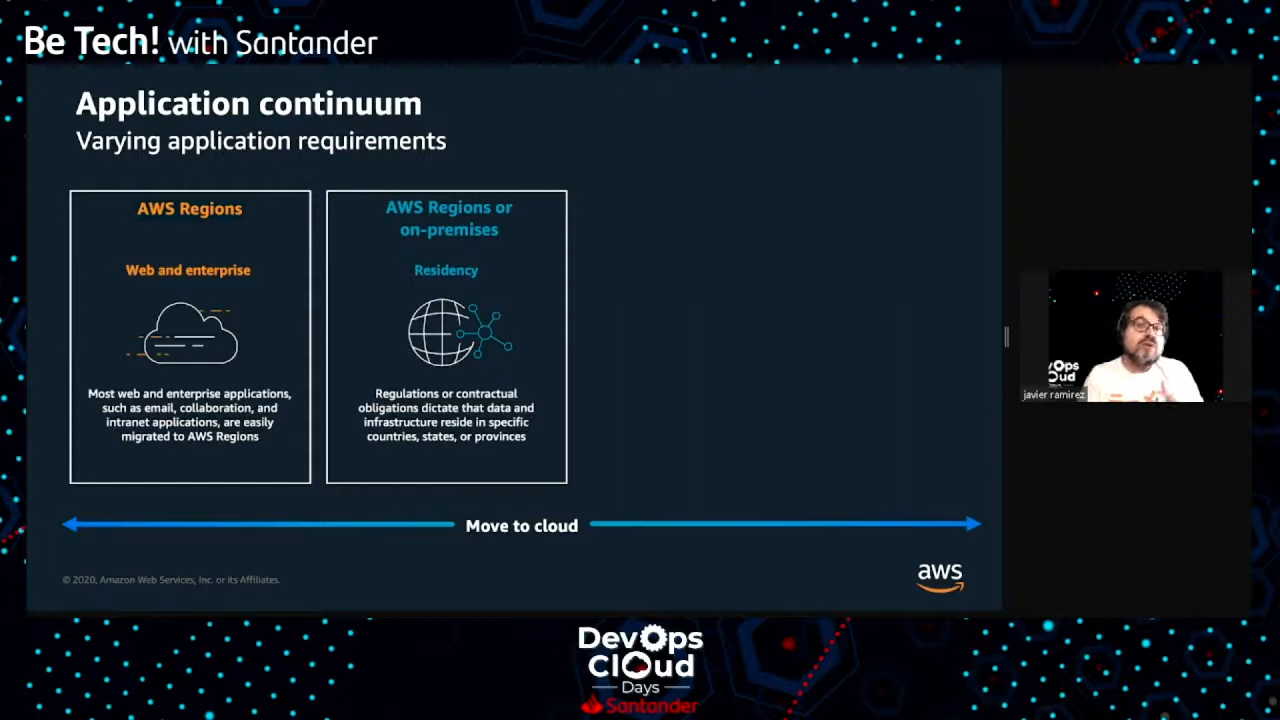 Be Tech! with Santander
Application continuum
Varying application requirements
AWS Regions
Web and enterprise
Most web and enterprise applications,
such as email, collaboration, and
intranet applications, are easily
migrated to AWS Regions
AWS Regions or
on-premises
Residency
Regulations or contractual
obligations dictate that data and
infrastructure reside in specific
countries, states, or provinces
Move to cloud
© 2020, Amazon Web Services, Inc. or its Affiliates.
aws
javier ramirez
DevOps
Cloud
Days
Santander